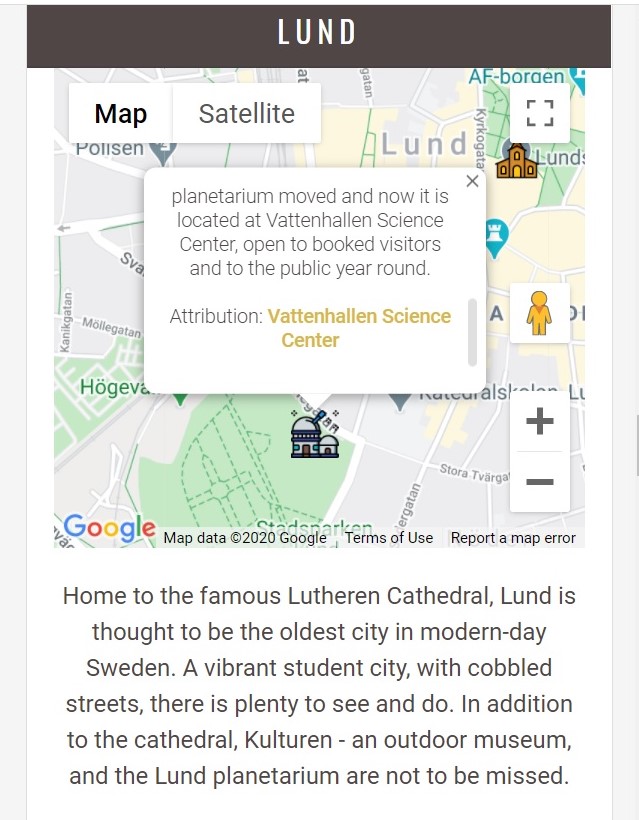 LUND
AF-borgen
Map Satellite
Polisen
Lund
Kyrkogata
Lunds
planetarium moved and now it is
located at Vattenhallen Science
Center, open to booked visitors
and to the public year round.
Attribution: Vattenhallen Science
Center
Sva
Kanikgatan
Möllegatan
A
Högeva
Katedralskolan
Lu
Stora Tvärga
Stadsparken
Google
Map data ©2020 Google Terms of Use Report a map error
Home to the famous Lutheren Cathedral, Lund is
thought to be the oldest city in modern-day
Sweden. A vibrant student city, with cobbled
streets, there is plenty to see and do. In addition
to the cathedral, Kulturen - an outdoor museum,
and the Lund planetarium are not to be missed.